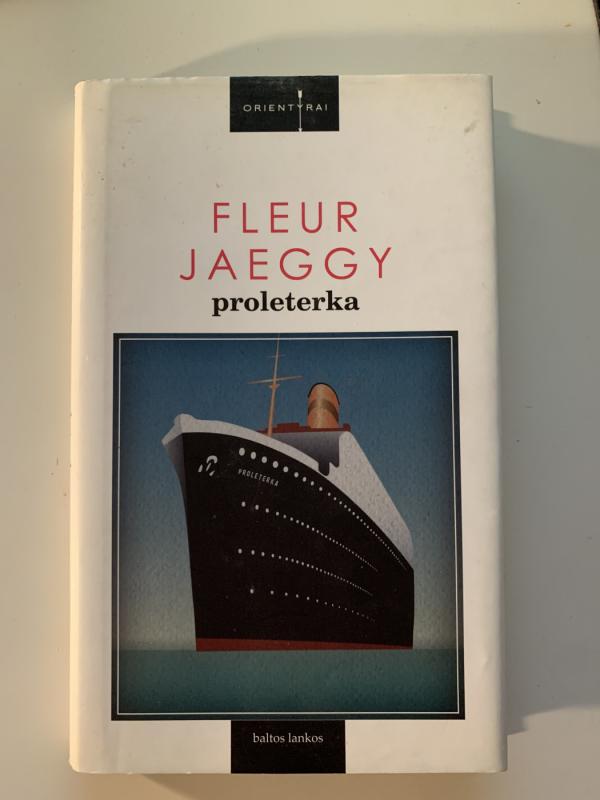 ORIENTYRAI
FLEUR
JAEGGY
proleterka
PROLETERKA
baltos lankos